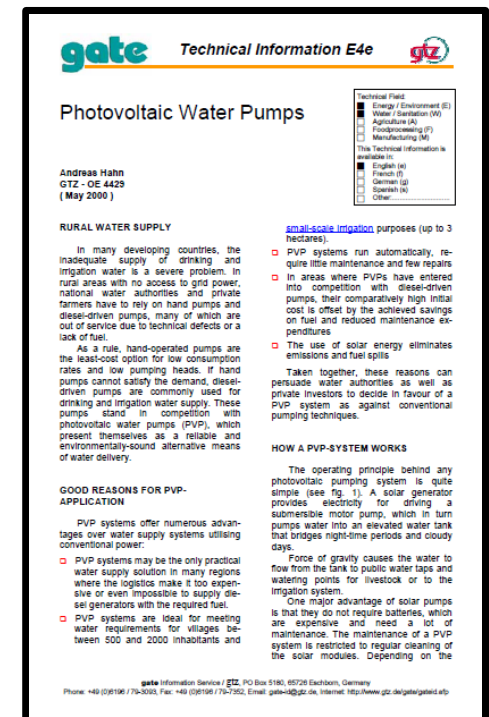 gate
Technical Information E4e
gtz
Photovoltaic Water Pumps
Technical Field:
Energy / Environment (E)
Water / Sanitation (W)
Agriculture (A)
Foodprocessing (F)
Manufacturing (M)
This Technical Information is
available in:
English (e)
French (f)
German (g)
Spanish (s)
Other:
Andreas Hahn
GTZ - OE 4429
( May 2000 )
RURAL WATER SUPPLY
In many developing countries, the
inadequate supply of drinking and
irrigation water is a severe problem. In
rural areas with no access to grid power,
national water authorities and private
farmers have to rely on hand pumps and
diesel-driven pumps, many of which are
out of service due to technical defects or a
lack of fuel.
As a rule, hand-operated pumps are
the least-cost option for low consumption
rates and low pumping heads. If hand
pumps cannot satisfy the demand, diesel-
driven pumps are commonly used for
drinking and irrigation water supply. These
pumps stand in competition with
photovoltaic water pumps (PVP), which
present themselves as a reliable and
environmentally-sound alternative means
of water delivery.
GOOD REASONS FOR PVP-
APPLICATION
PVP systems offer numerous advan-
tages over water supply systems utilising
conventional power:
PVP systems may be the only practical
water supply solution in many regions
where the logistics make it too expen-
sive or even impossible to supply die-
sel generators with the required fuel.
PVP systems are ideal for meeting
water requirements for villages be-
tween 500 and 2000 inhabitants and
small-scale irrigation purposes (up to 3
hectares).
PVP systems run automatically, re-
quire little maintenance and few repairs
In areas where PVPs have entered
into competition with diesel-driven
pumps, their comparatively high initial
cost is offset by the achieved savings
on fuel and reduced maintenance ex-
penditures
The use of solar energy eliminates
emissions and fuel spills
Taken together, these reasons can
persuade water authorities as well as
private investors to decide in favour of a
PVP system as against conventional
pumping techniques.
HOW A PVP-SYSTEM WORKS
The operating principle behind any
photovoltaic pumping system is quite
simple (see fig. 1). A solar generator
provides electricity for driving a
submersible motor pump, which in turn
pumps water into an elevated water tank
that bridges night-time periods and cloudy
days.
Force of gravity causes the water to
flow from the tank to public water taps and
watering points for livestock or to the
irrigation system.
One major advantage of solar pumps
is that they do not require batteries, which
are expensive and need a lot of
maintenance. The maintenance of a PVP
system is restricted to regular cleaning of
the solar modules. Depending on the
gate Information Service / gtz, PO Box 5180, 65726 Eschborn, Germany
Phone: +49 (0)6196 / 79-3093, Fax: +49 (0)6196 / 79-7352, Email: gate-id@gtz.de, Internet: http://www.gtz.de/gate/gateid.afp